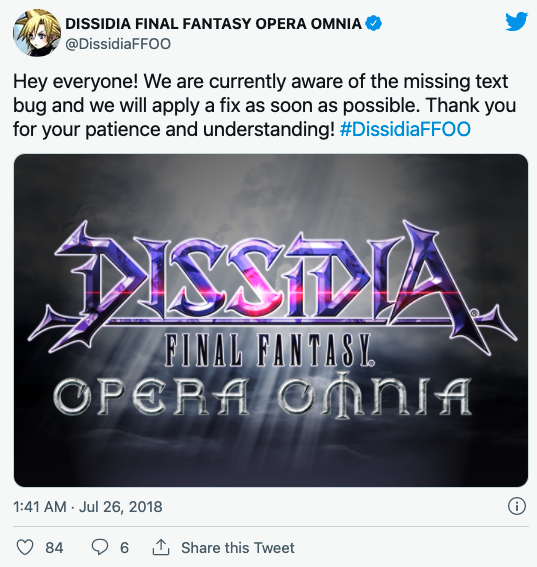 DISSIDIA FINAL FANTASY OPERA OMNIA
@DissidiaFFOO
Hey everyone! We are currently aware of the missing text
bug and we will apply a fix as soon as possible. Thank you
for your patience and understanding! #DissidiaFFOO
DISSIDIA®
FINAL FANTASY®
OPERA OMNIA
1:41 AM · Jul 26, 2018
84 6 Share this Tweet